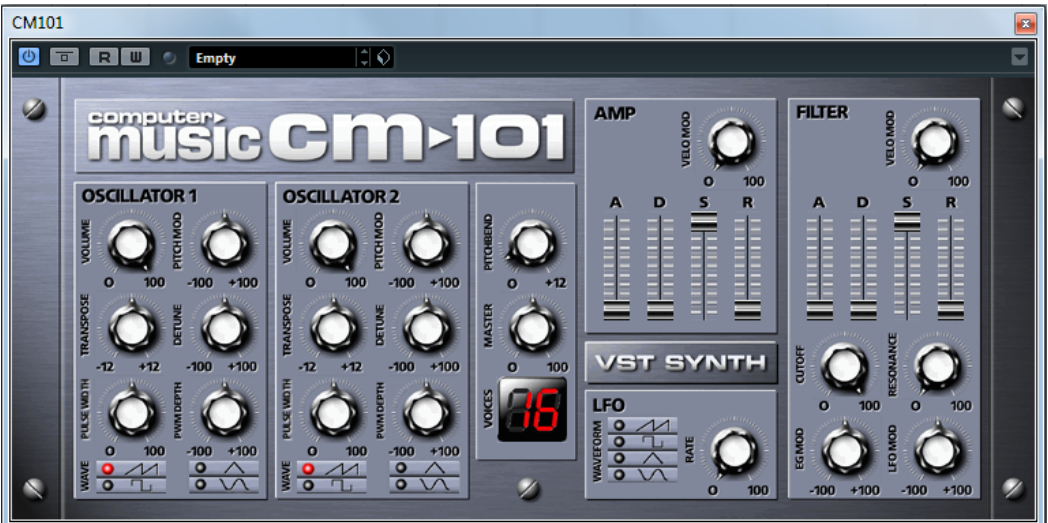 CM101
R W Empty
computer
music cm-101
OSCILLATOR 1
VOLUME
0 100
PITCH MOD
-100 +100
TRANSPOSE
-12 +12
DETUNE
-100 +100
PULSE WIDTH
0 100
PWM DEPTH
-100 +100
WAVE
OSCILLATOR 2
VOLUME
0 100
PITCH MOD
-100 +100
TRANSPOSE
-12 +12
DETUNE
-100 +100
PULSE WIDTH
0 100
PWM DEPTH
-100 +100
WAVE
PITCHBEND
0 +12
MASTER
0 100
VOICES
16
AMP
VELO MOD
0 100
A D S R
VST SYNTH
LFO
WAVEFORM
RATE
0 100
FILTER
VELO MOD
0 100
A D S R
CUTOFF
0 100
RESONANCE
0 100
EG MOD
-100 +100
LFO MOD
-100 +100